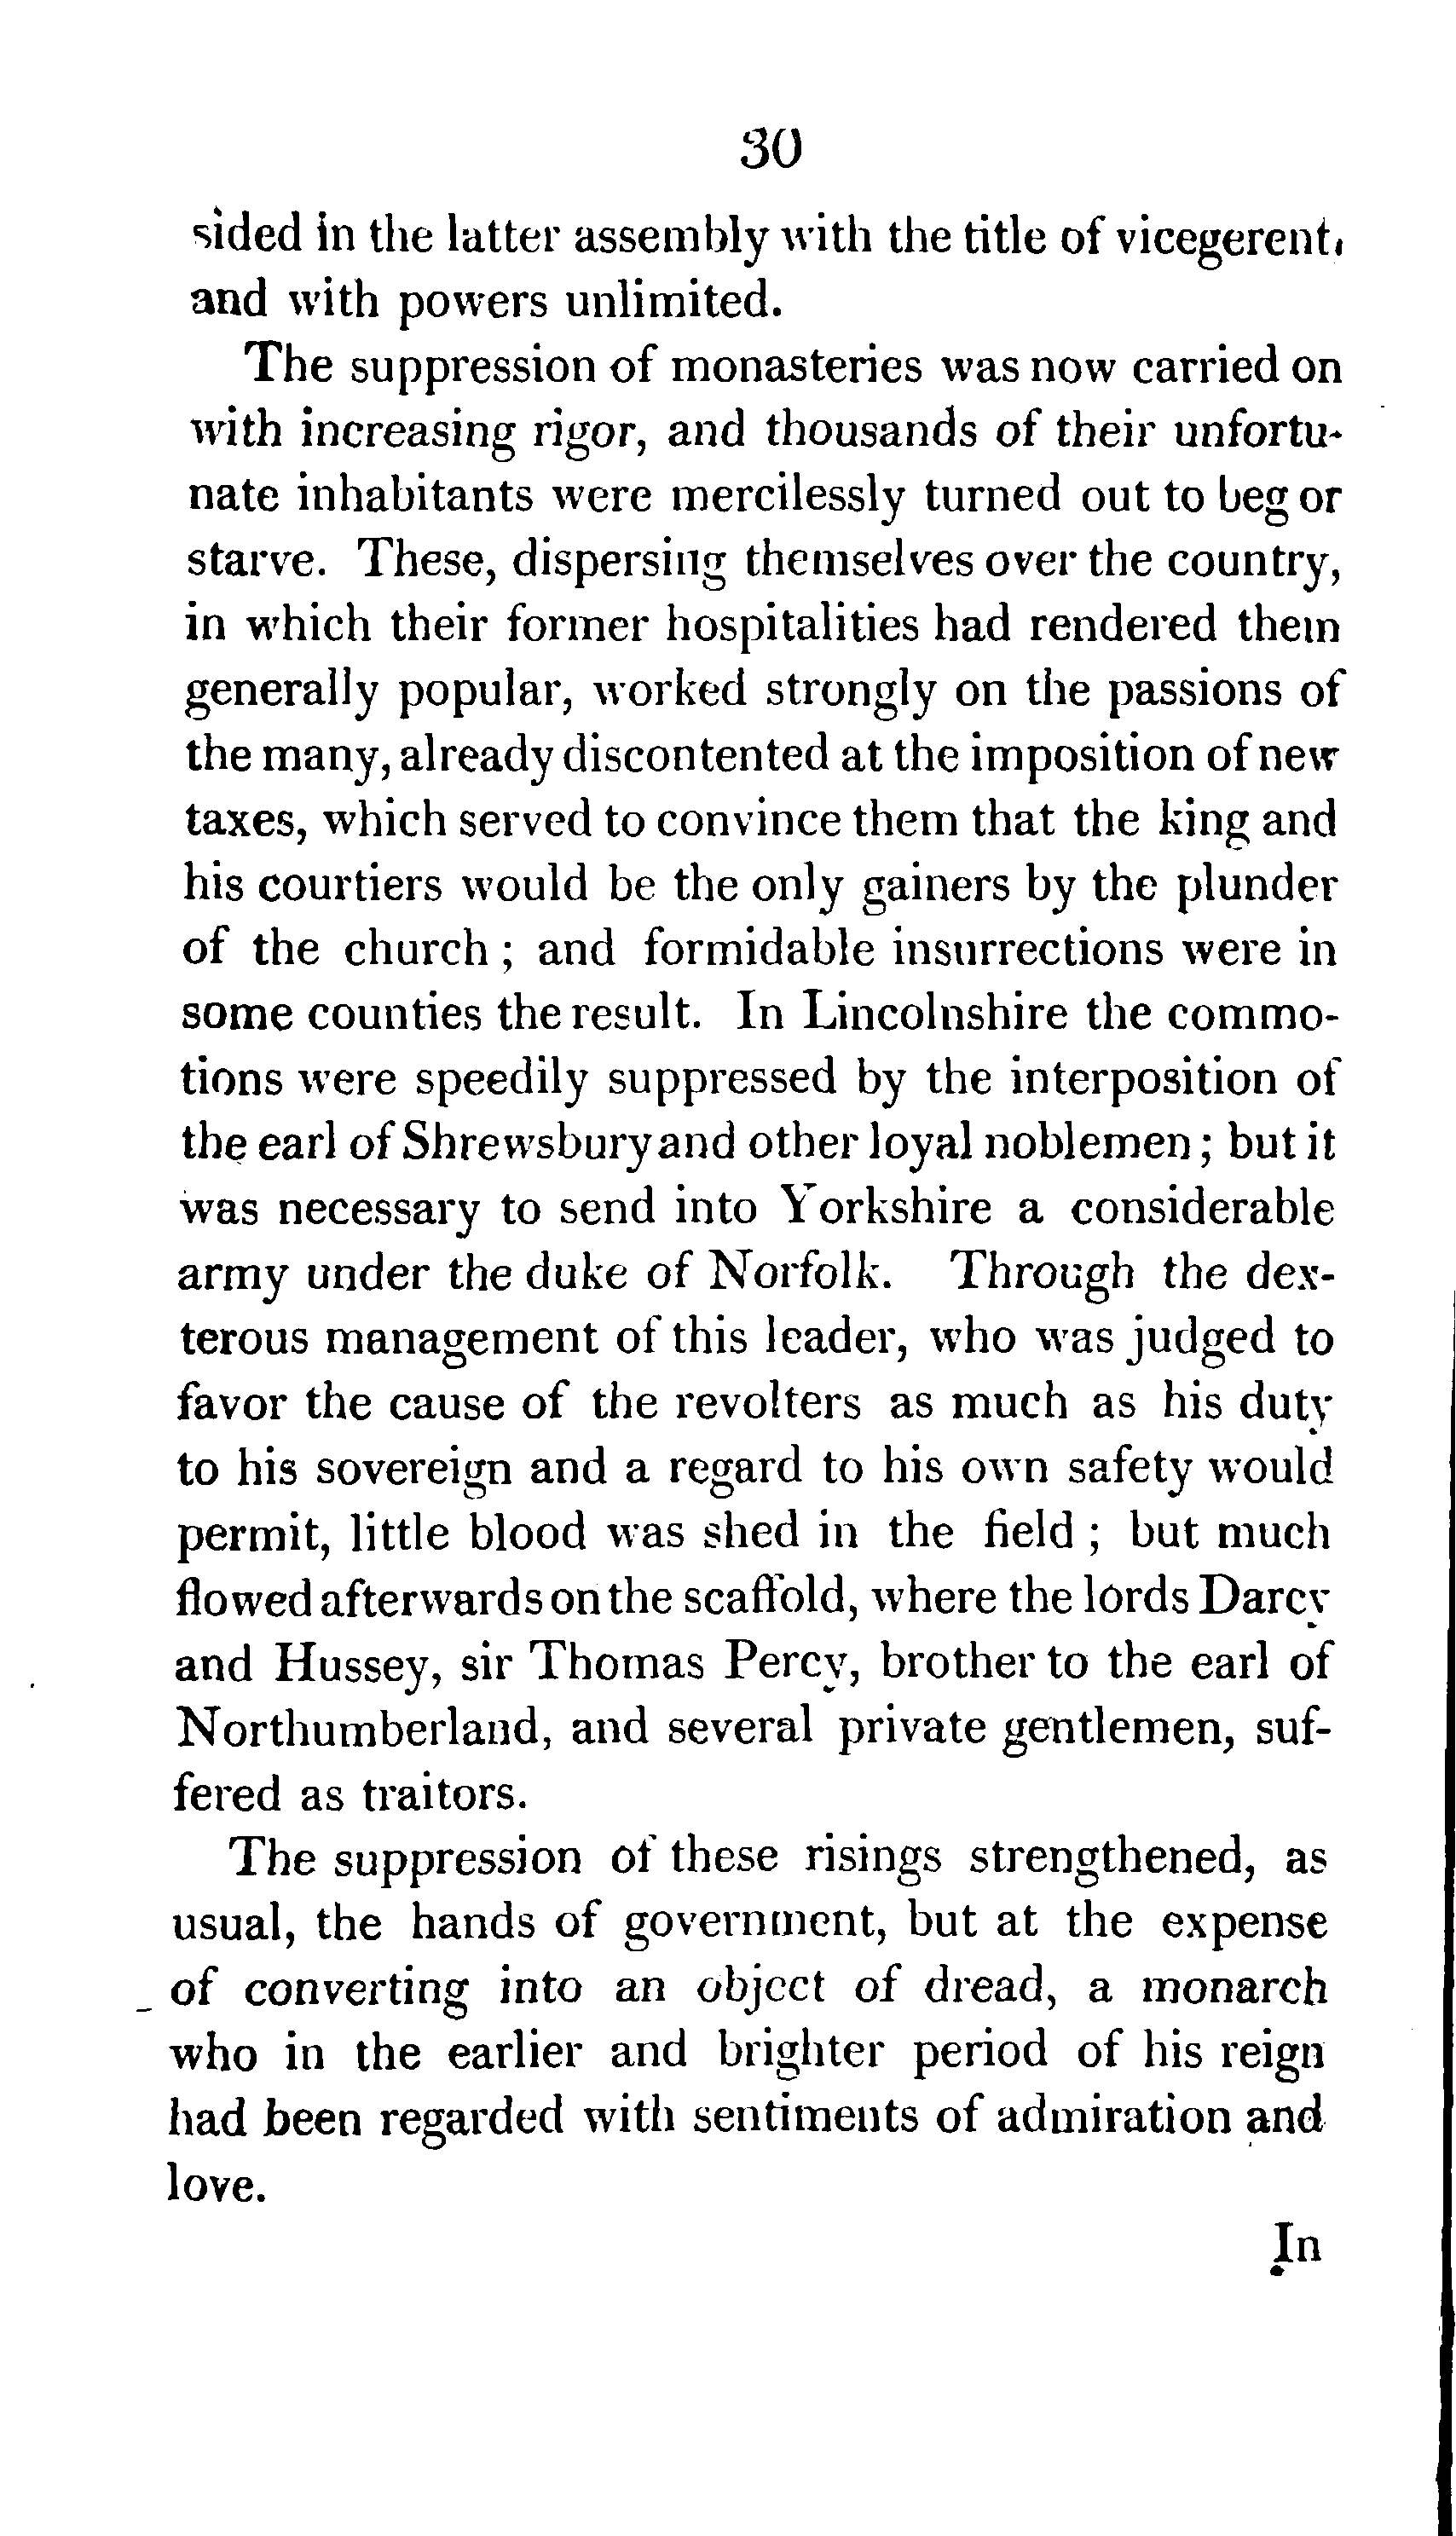 30
sided in the latter assembly with the title of vicegerent,
and with powers unlimited.
The suppression of monasteries was now carried on
with increasing rigor, and thousands of their unfortu-
nate inhabitants were mercilessly turned out to beg or
starve. These, dispersing themselves over the country,
in which their former hospitalities had rendered them
generally popular, worked strongly on the passions of
the many, already discontented at the imposition of new
taxes, which served to convince them that the king and
his courtiers would be the only gainers by the plunder
of the church ; and formidable insurrections were in
some counties the result. In Lincolnshire the commo-
tions were speedily suppressed by the interposition of
the earl of Shrewsbury and other loyal noblemen ; but it
was necessary to send into Yorkshire a considerable
army under the duke of Norfolk. Through the dex-
terous management of this leader, who was judged to
favor the cause of the revolters as much as his duty
to his sovereign and a regard to his own safety would
permit, little blood was shed in the field ; but much
flowed afterwards on the scaffold, where the lords Darcy
and Hussey, sir Thomas Percy, brother to the earl of
Northumberland, and several private gentlemen, suf-
fered as traitors.
The suppression of these risings strengthened, as
usual, the hands of government, but at the expense
of converting into an object of dread, a monarch
who in the earlier and brighter period of his reign
had been regarded with sentiments of admiration and
love.
In